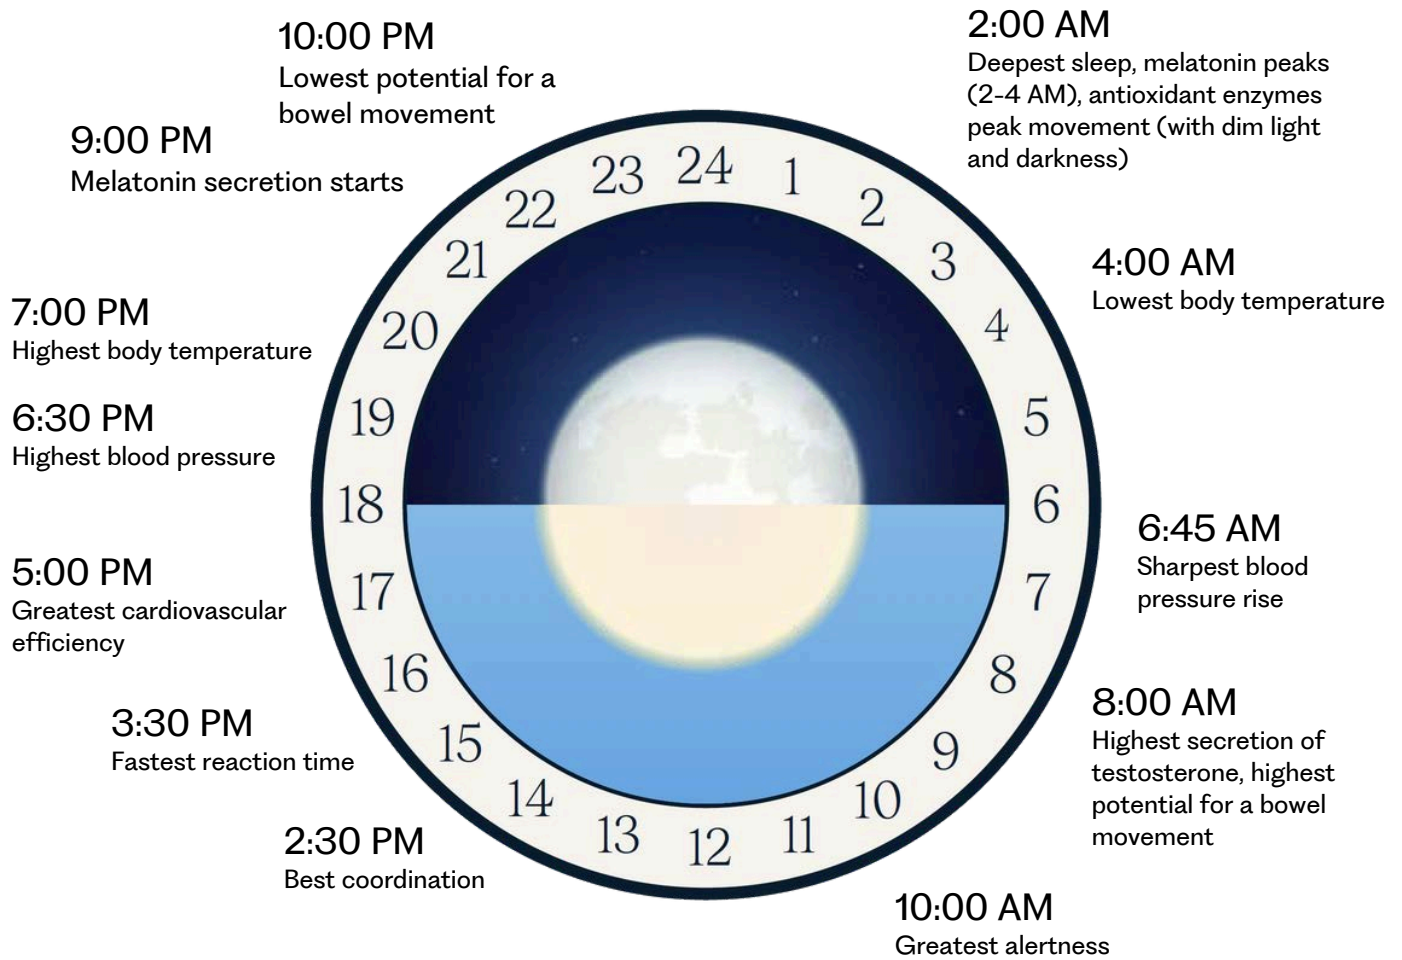 10:00 PM
Lowest potential for a
bowel movement
2:00 AM
Deepest sleep, melatonin peaks
(2-4 AM), antioxidant enzymes
peak movement (with dim light
and darkness)
9:00 PM
Melatonin secretion starts
4:00 AM
Lowest body temperature
7:00 PM
Highest body temperature
6:30 PM
Highest blood pressure
6:45 AM
Sharpest blood
pressure rise
5:00 PM
Greatest cardiovascular
efficiency
8:00 AM
Highest secretion of
testosterone, highest
potential for a bowel
movement
3:30 PM
Fastest reaction time
2:30 PM
Best coordination
10:00 AM
Greatest alertness
24
1
2
3
4
5
6
7
8
9
10
11
12
13
14
15
16
17
18
19
20
21
22
23